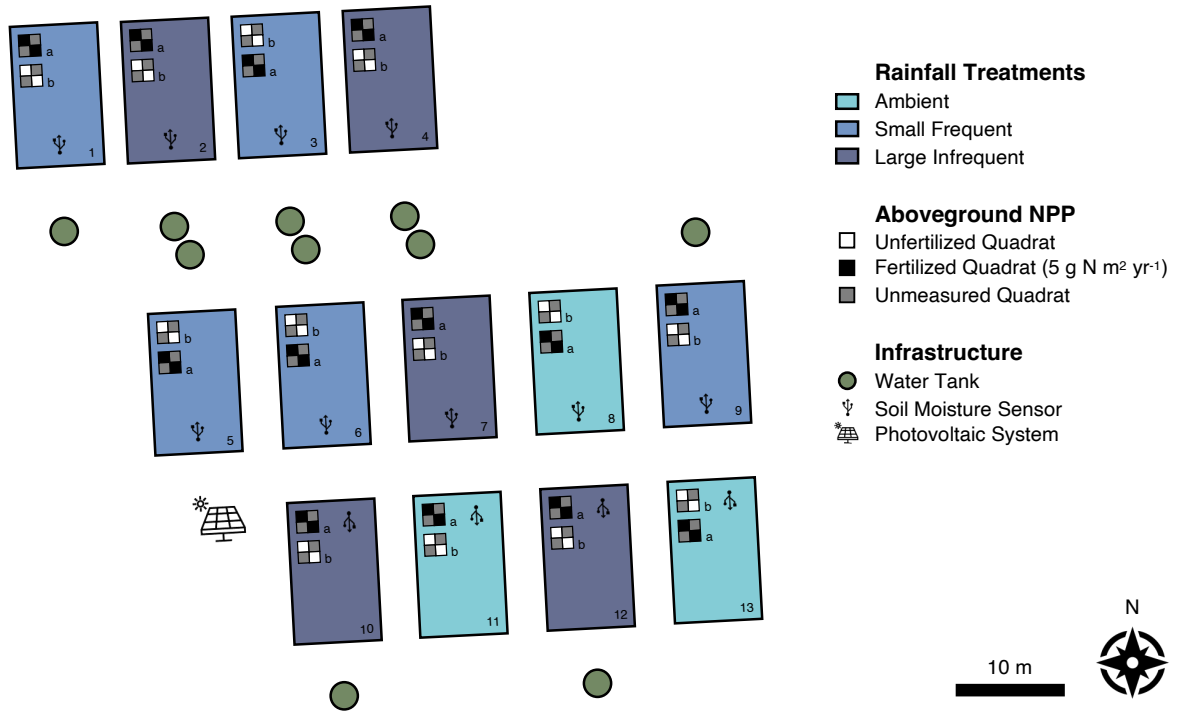 a
b
1
a
b
2
b
a
3
a
b
4
b
a
5
b
a
6
a
b
7
b
a
8
a
b
9
a
b
10
a
b
11
a
b
12
b
a
13
Rainfall Treatments
Ambient
Small Frequent
Large Infrequent
Aboveground NPP
Unfertilized Quadrat
Fertilized Quadrat (5 g N m² yr⁻¹)
Unmeasured Quadrat
Infrastructure
Water Tank
Soil Moisture Sensor
Photovoltaic System
10 m
N